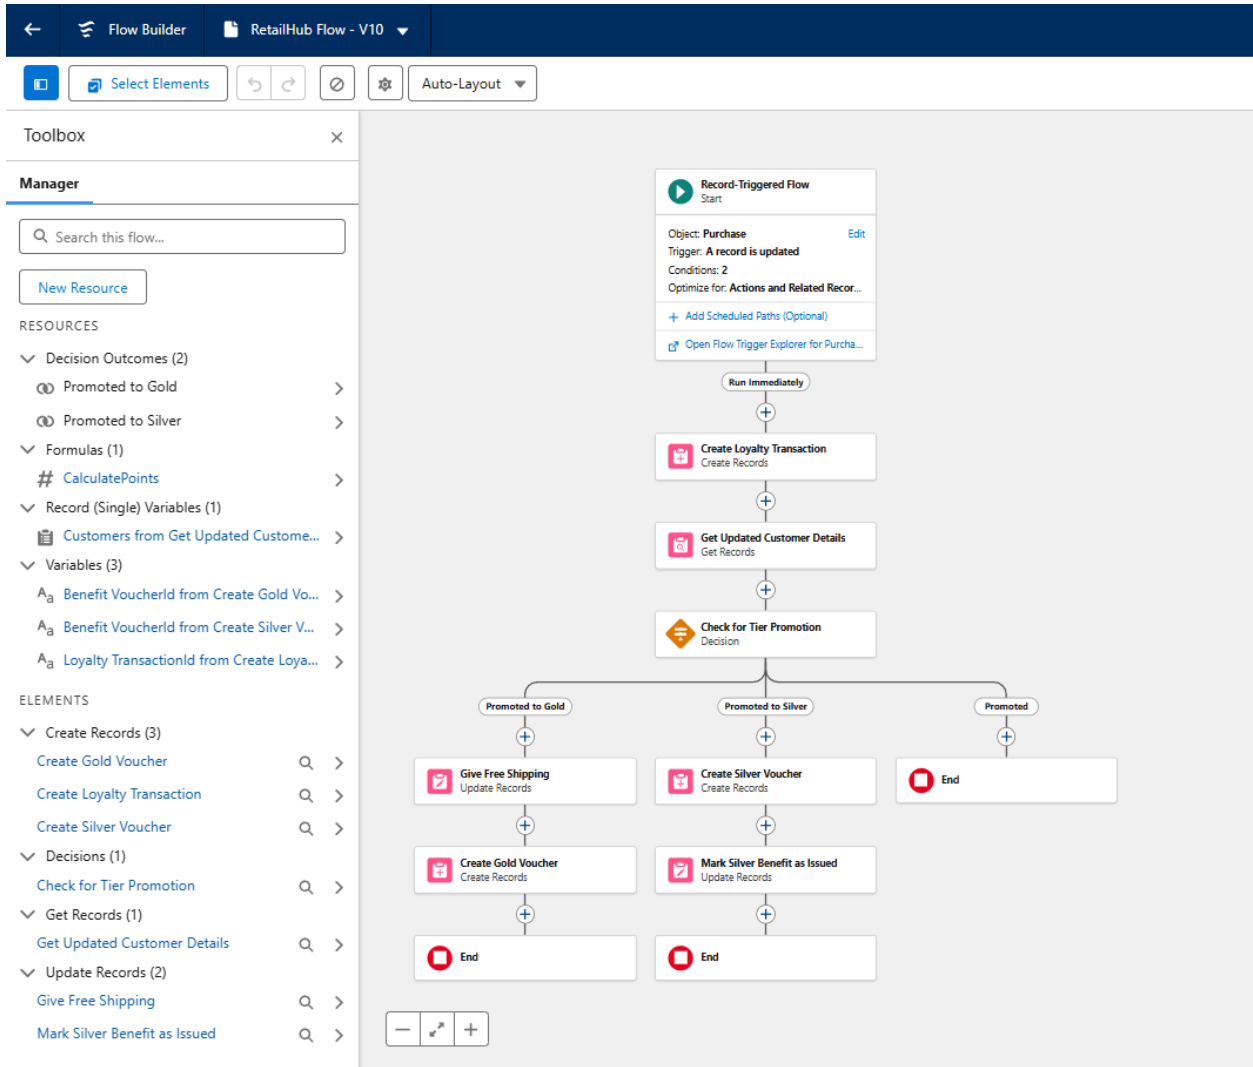 Flow Builder
RetailHub Flow - V10
Select Elements
Auto-Layout
Toolbox
Manager
Search this flow...
New Resource
RESOURCES
Decision Outcomes (2)
Promoted to Gold
Promoted to Silver
Formulas (1)
CalculatePoints
Record (Single) Variables (1)
Customers from Get Updated Custome...
Variables (3)
Benefit VoucherId from Create Gold Vo...
Benefit VoucherId from Create Silver V...
Loyalty TransactionId from Create Loya...
ELEMENTS
Create Records (3)
Create Gold Voucher
Create Loyalty Transaction
Create Silver Voucher
Decisions (1)
Check for Tier Promotion
Get Records (1)
Get Updated Customer Details
Update Records (2)
Give Free Shipping
Mark Silver Benefit as Issued
Record-Triggered Flow
Start
Object: Purchase Edit
Trigger: A record is updated
Conditions: 2
Optimize for: Actions and Related Recor...
Add Scheduled Paths (Optional)
Open Flow Trigger Explorer for Purcha...
Run Immediately
Create Loyalty Transaction
Create Records
Get Updated Customer Details
Get Records
Check for Tier Promotion
Decision
Promoted to Gold
Promoted to Silver
Promoted
Give Free Shipping
Update Records
Create Silver Voucher
Create Records
End
Create Gold Voucher
Create Records
Mark Silver Benefit as Issued
Update Records
End
End